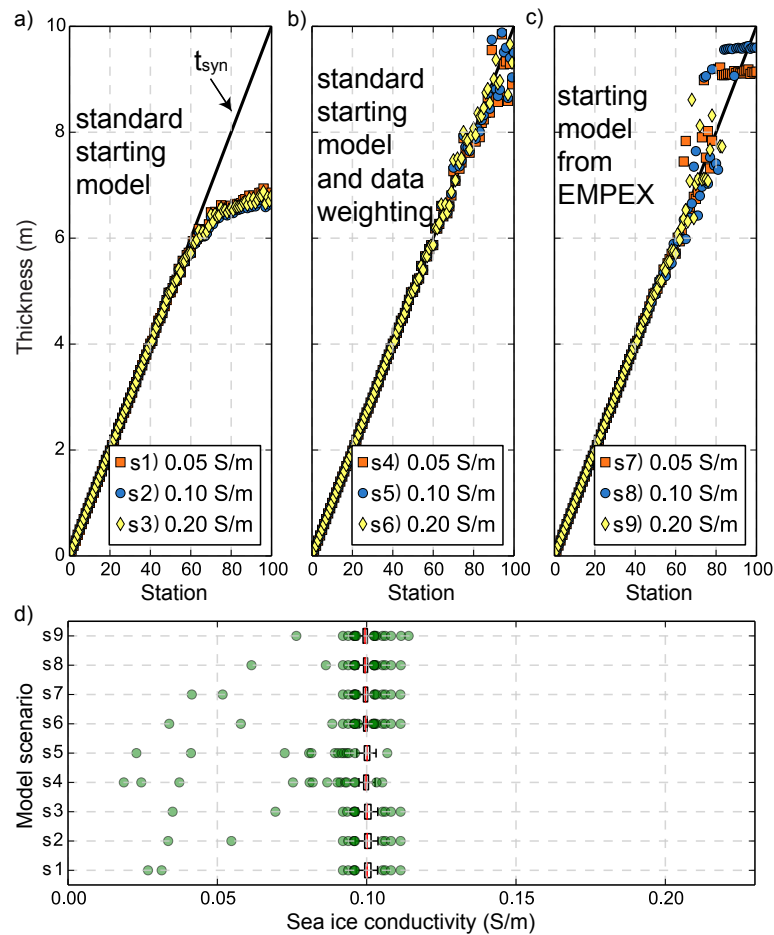 a)
b)
c)
10
8
6
4
2
0
Thickness (m)
t_syn
standard
starting
model
s1) 0.05 S/m
s2) 0.10 S/m
s3) 0.20 S/m
0 20 40 60 80 100
Station
standard
starting
model
and data
weighting
s4) 0.05 S/m
s5) 0.10 S/m
s6) 0.20 S/m
0 20 40 60 80 100
Station
starting
model
from
EMPEX
s7) 0.05 S/m
s8) 0.10 S/m
s9) 0.20 S/m
0 20 40 60 80 100
Station
d)
Model scenario
s9
s8
s7
s6
s5
s4
s3
s2
s1
0.00 0.05 0.10 0.15 0.20
Sea ice conductivity (S/m)